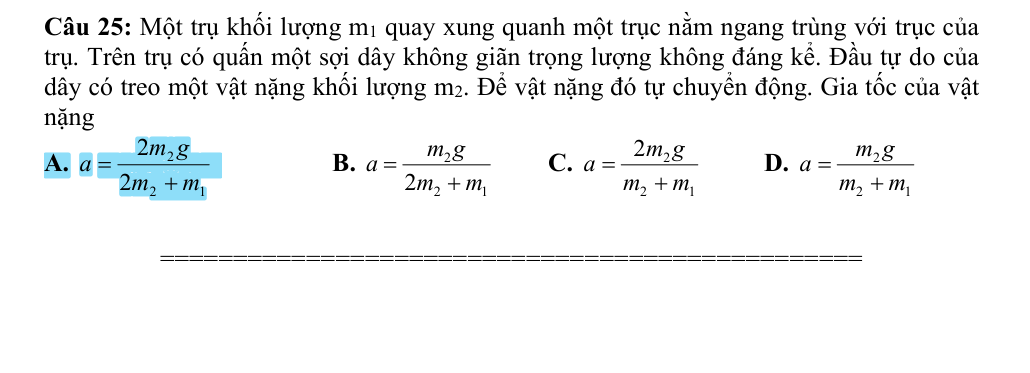 Câu 25: Một trụ khối lượng m₁ quay xung quanh một trục nằm ngang trùng với trục của
trụ. Trên trụ có quấn một sợi dây không giãn trọng lượng không đáng kể. Đầu tự do của
dây có treo một vật nặng khối lượng m₂. Để vật nặng đó tự chuyển động. Gia tốc của vật
nặng
A. a = 2m₂g / (2m₂ + m₁) B. a = m₂g / (2m₂ + m₁) C. a = 2m₂g / (m₂ + m₁) D. a = m₂g / (m₂ + m₁)